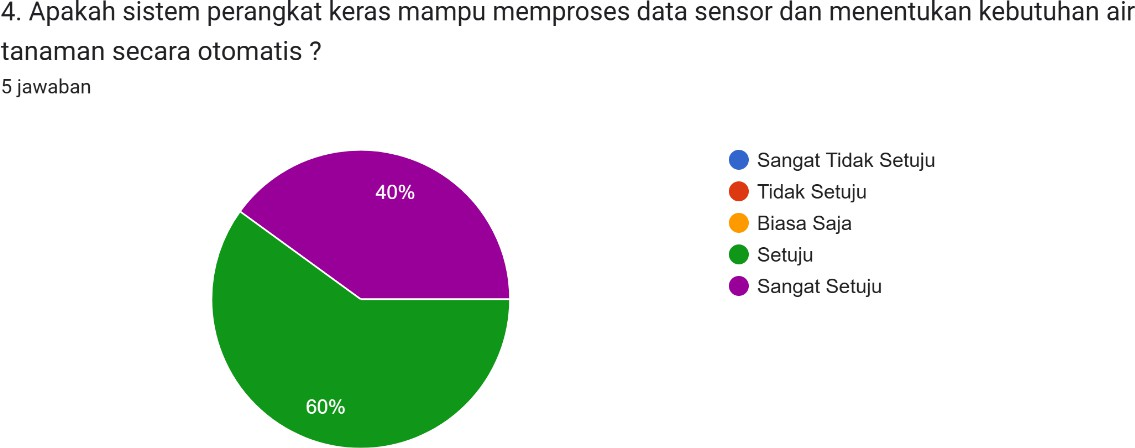 4. Apakah sistem perangkat keras mampu memproses data sensor dan menentukan kebutuhan air
tanaman secara otomatis ?
5 jawaban
40%
60%
Sangat Tidak Setuju
Tidak Setuju
Biasa Saja
Setuju
Sangat Setuju